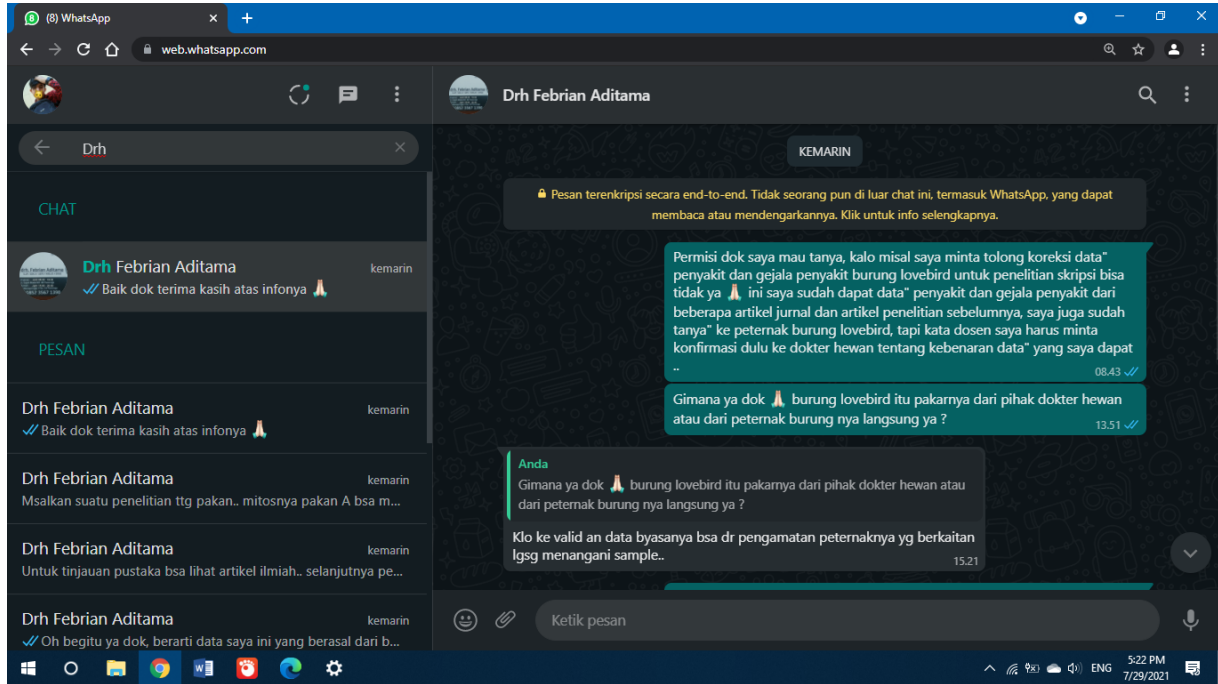 (8) WhatsApp
web.whatsapp.com
Drh
CHAT
Drh Febrian Aditama
kemarin
Baik dok terima kasih atas infonya 🙏🏻
PESAN
Drh Febrian Aditama
kemarin
Baik dok terima kasih atas infonya 🙏🏻
Drh Febrian Aditama
kemarin
Msalkan suatu penelitian ttg pakan.. mitosnya pakan A bsa m...
Drh Febrian Aditama
kemarin
Untuk tinjauan pustaka bsa lihat artikel ilmiah.. selanjutnya pe...
Drh Febrian Aditama
kemarin
Oh begitu ya dok, berarti data saya ini yang berasal dari b...
Drh Febrian Aditama
KEMARIN
Pesan terenkripsi secara end-to-end. Tidak seorang pun di luar chat ini, termasuk WhatsApp, yang dapat
membaca atau mendengarkannya. Klik untuk info selengkapnya.
Permisi dok saya mau tanya, kalo misal saya minta tolong koreksi data"
penyakit dan gejala penyakit burung lovebird untuk penelitian skripsi bisa
tidak ya 🙏🏻 ini saya sudah dapat data" penyakit dan gejala penyakit dari
beberapa artikel jurnal dan artikel penelitian sebelumnya, saya juga sudah
tanya" ke peternak burung lovebird, tapi kata dosen saya harus minta
konfirmasi dulu ke dokter hewan tentang kebenaran data" yang saya dapat
..
08.43
Gimana ya dok 🙏🏻 burung lovebird itu pakarnya dari pihak dokter hewan
atau dari peternak burung nya langsung ya ?
13.51
Anda
Gimana ya dok 🙏🏻 burung lovebird itu pakarnya dari pihak dokter hewan atau
dari peternak burung nya langsung ya ?
Klo ke valid an data byasanya bsa dr pengamatan peternaknya yg berkaitan
lgsg menangani sample..
15.21
Ketik pesan
ENG
5:22 PM
7/29/2021